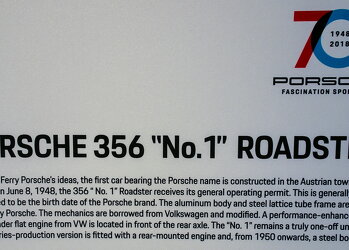 70
1948
2018
PORSCH
FASCINATION SPO
RSCHE 356 “No.1” ROADST
Ferry Porsche's ideas, the first car bearing the Porsche name is constructed in the Austrian tow
n June 8, 1948, the 356 “ No. 1” Roadster receives its general operating permit. This is generall
ed to be the birth date of the Porsche brand. The aluminum body and steel lattice tube frame are
y Porsche. The mechanics are borrowed from Volkswagen and modified. A performance-enhance
nder flat engine from VW is located in front of the rear axle. The “No. 1” remains a truly one-off un
ries-production version is fitted with a rear-mounted engine and, from 1950 onwards, a steel bo